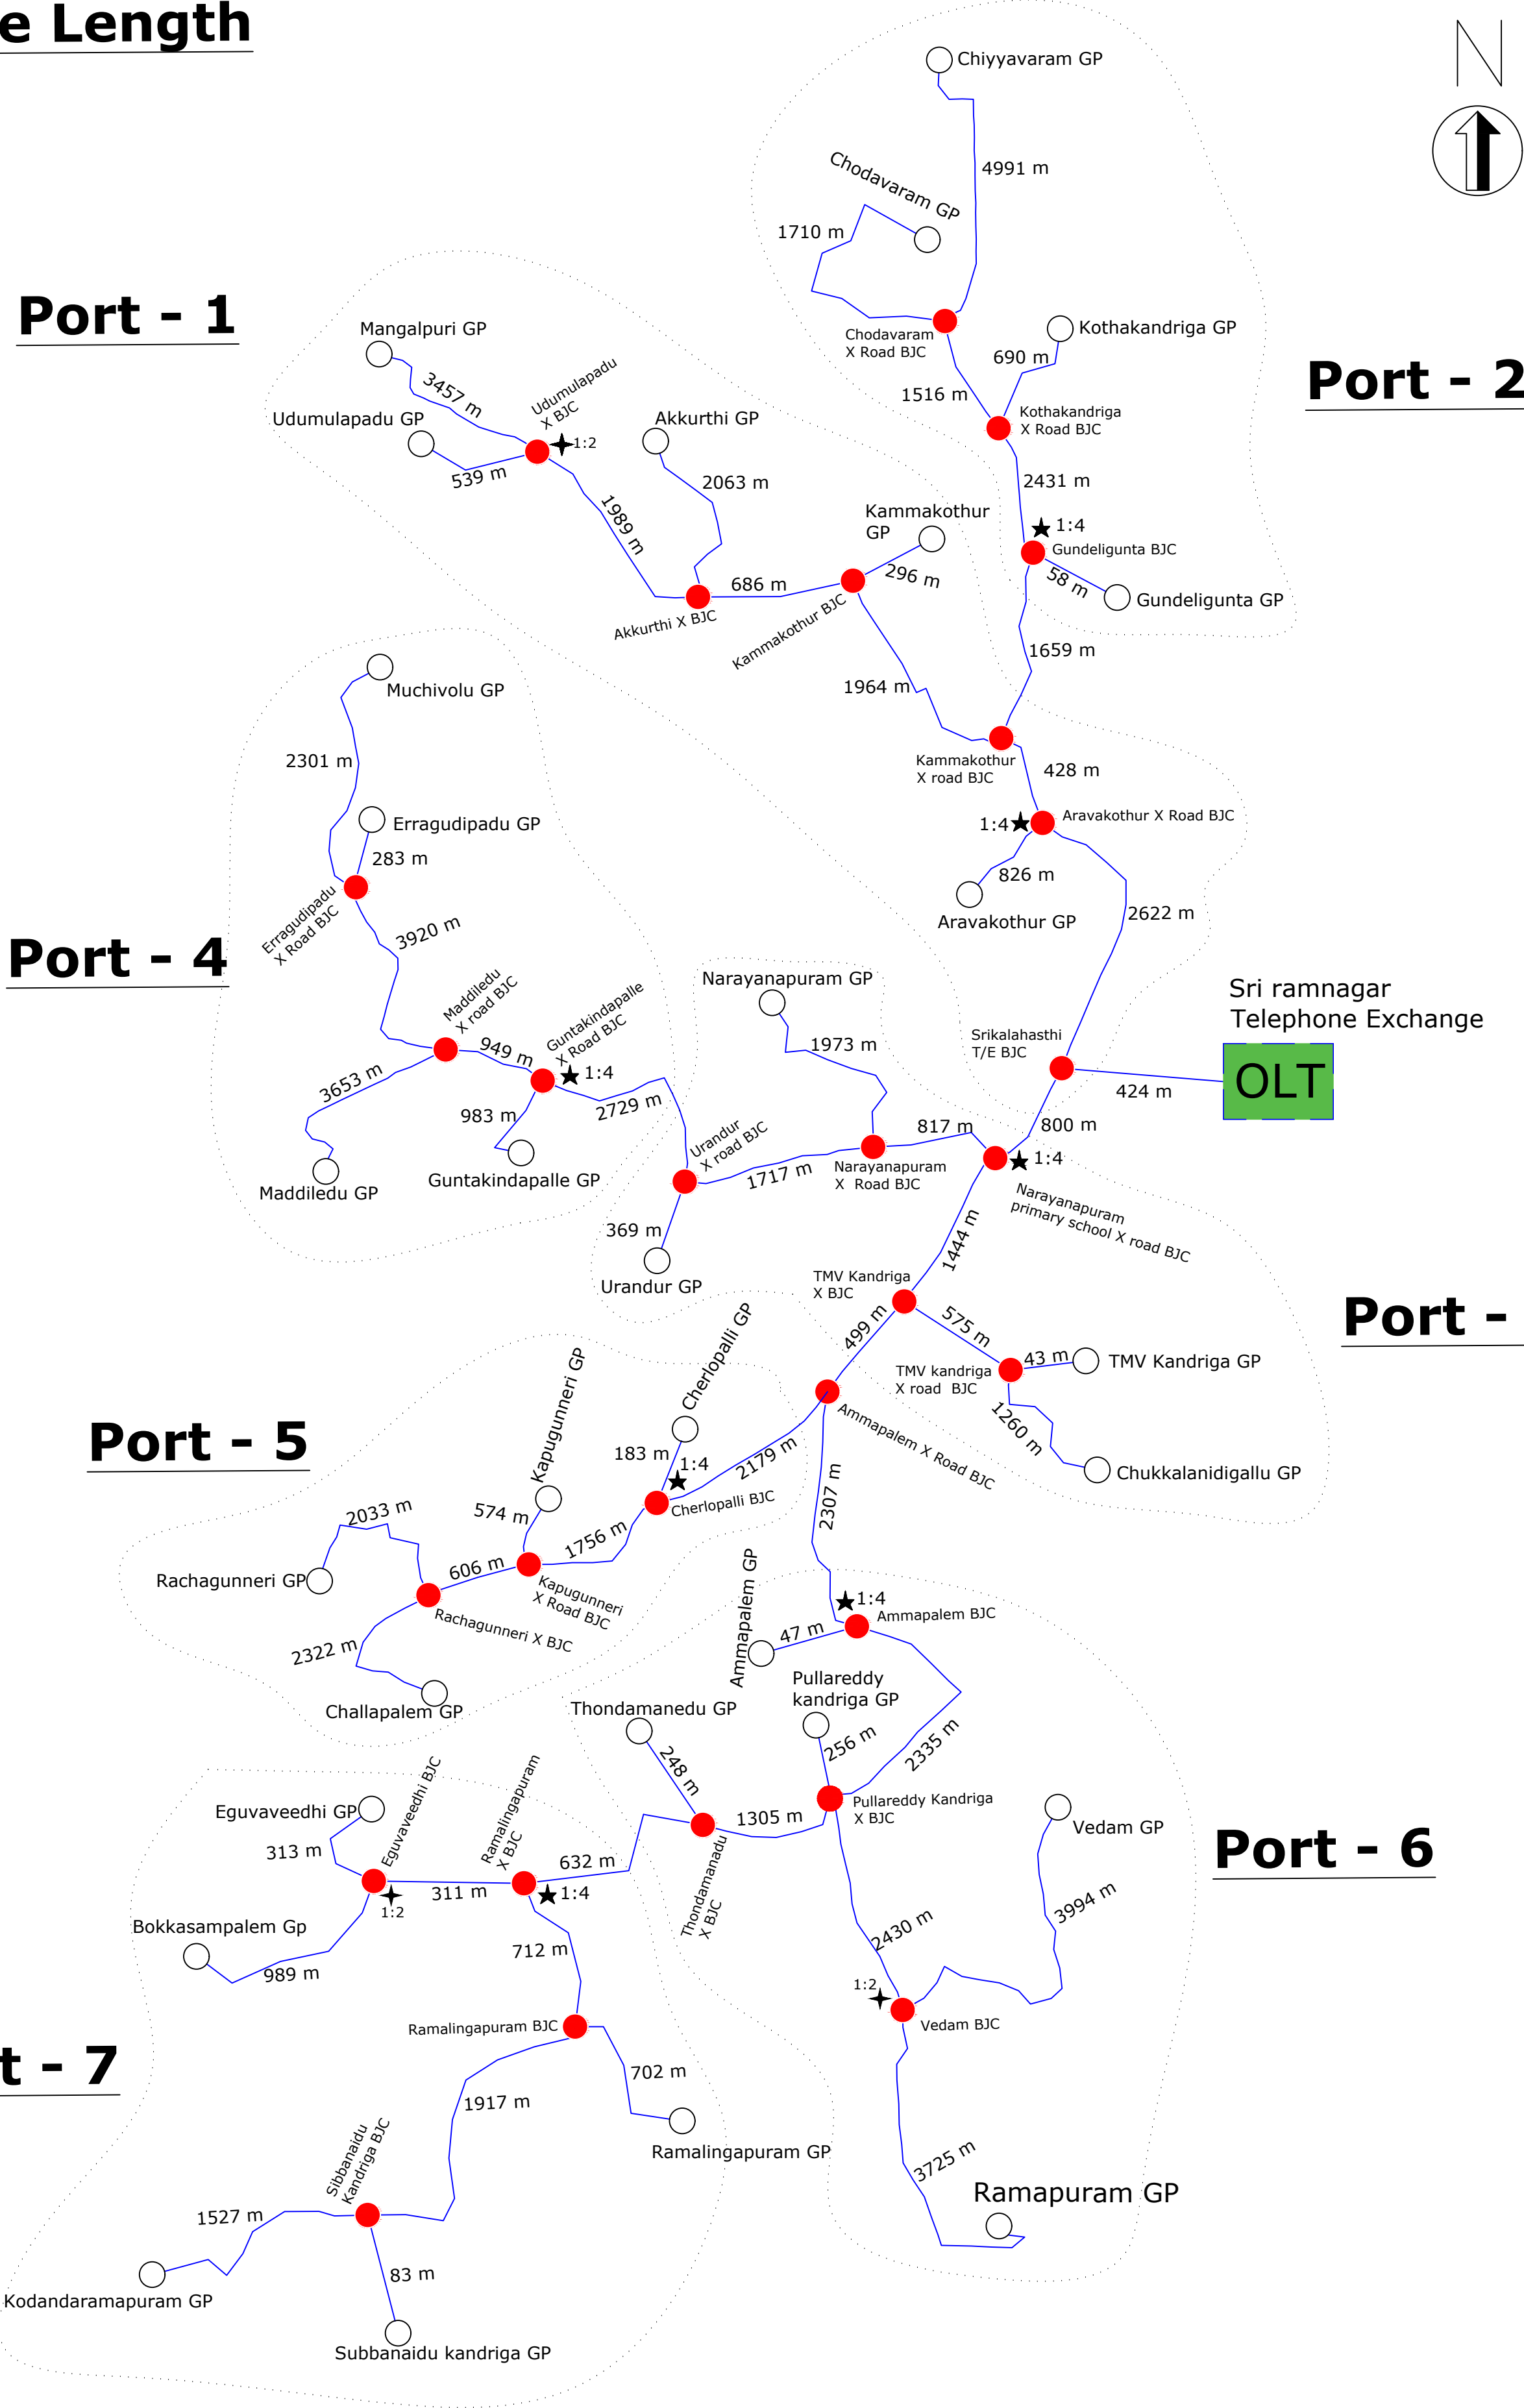 e Length
N
Chiyyavaram GP
4991 m
Chodavaram GP
1710 m
Port - 1
Mangalpuri GP
Chodavaram
X Road BJC
Kothakandriga GP
690 m
Port - 2
3457 m
Udumulapadu
X BJC
1516 m
Kothakandriga
X Road BJC
Udumulapadu GP
1:2
Akkurthi GP
539 m
2063 m
2431 m
1989 m
Kammakothur
GP
1:4
Gundeligunta BJC
296 m
58 m
686 m
Gundeligunta GP
Akkurthi X BJC
Kammakothur BJC
1659 m
1964 m
Muchivolu GP
2301 m
Kammakothur
X road BJC
428 m
1:4
Aravakothur X Road BJC
Erragudipadu GP
283 m
826 m
Aravakothur GP
2622 m
Erragudipadu
X Road BJC
3920 m
Port - 4
Maddiledu
X road BJC
Guntakindapalle
X Road BJC
Narayanapuram GP
Sri ramnagar
Telephone Exchange
Srikalahasthi
T/E BJC
1973 m
949 m
1:4
OLT
424 m
3653 m
983 m
2729 m
Urandur
X road BJC
817 m
800 m
1:4
Narayanapuram
X  Road BJC
1717 m
Guntakindapalle GP
Maddiledu GP
Narayanapuram
primary school X road BJC
369 m
Urandur GP
1444 m
TMV Kandriga
X BJC
Port -
499 m
575 m
Cherlopalli GP
TMV kandriga
X road  BJC
43 m
TMV Kandriga GP
Kapugunneri GP
1260 m
Ammapalem X Road BJC
Port - 5
183 m
1:4
2179 m
Chukkalanidigallu GP
Cherlopalli BJC
2033 m
574 m
1756 m
2307 m
Rachagunneri GP
606 m
Kapugunneri
X Road BJC
Ammapalem GP
1:4
Ammapalem BJC
Rachagunneri X BJC
47 m
2322 m
Pullareddy
kandriga GP
Challapalem GP
Thondamanedu GP
248 m
256 m
2335 m
Eguvaveedhi GP
Eguvaveedhi BJC
Ramalingapuram
X BJC
1305 m
Pullareddy Kandriga
X BJC
Vedam GP
Port - 6
313 m
632 m
Thondamanadu
X BJC
311 m
1:4
1:2
Bokkasampalem Gp
3994 m
712 m
2430 m
989 m
1:2
Vedam BJC
Ramalingapuram BJC
t - 7
702 m
1917 m
Ramalingapuram GP
Sibbanaidu
Kandriga BJC
3725 m
Ramapuram GP
1527 m
83 m
Kodandaramapuram GP
Subbanaidu kandriga GP